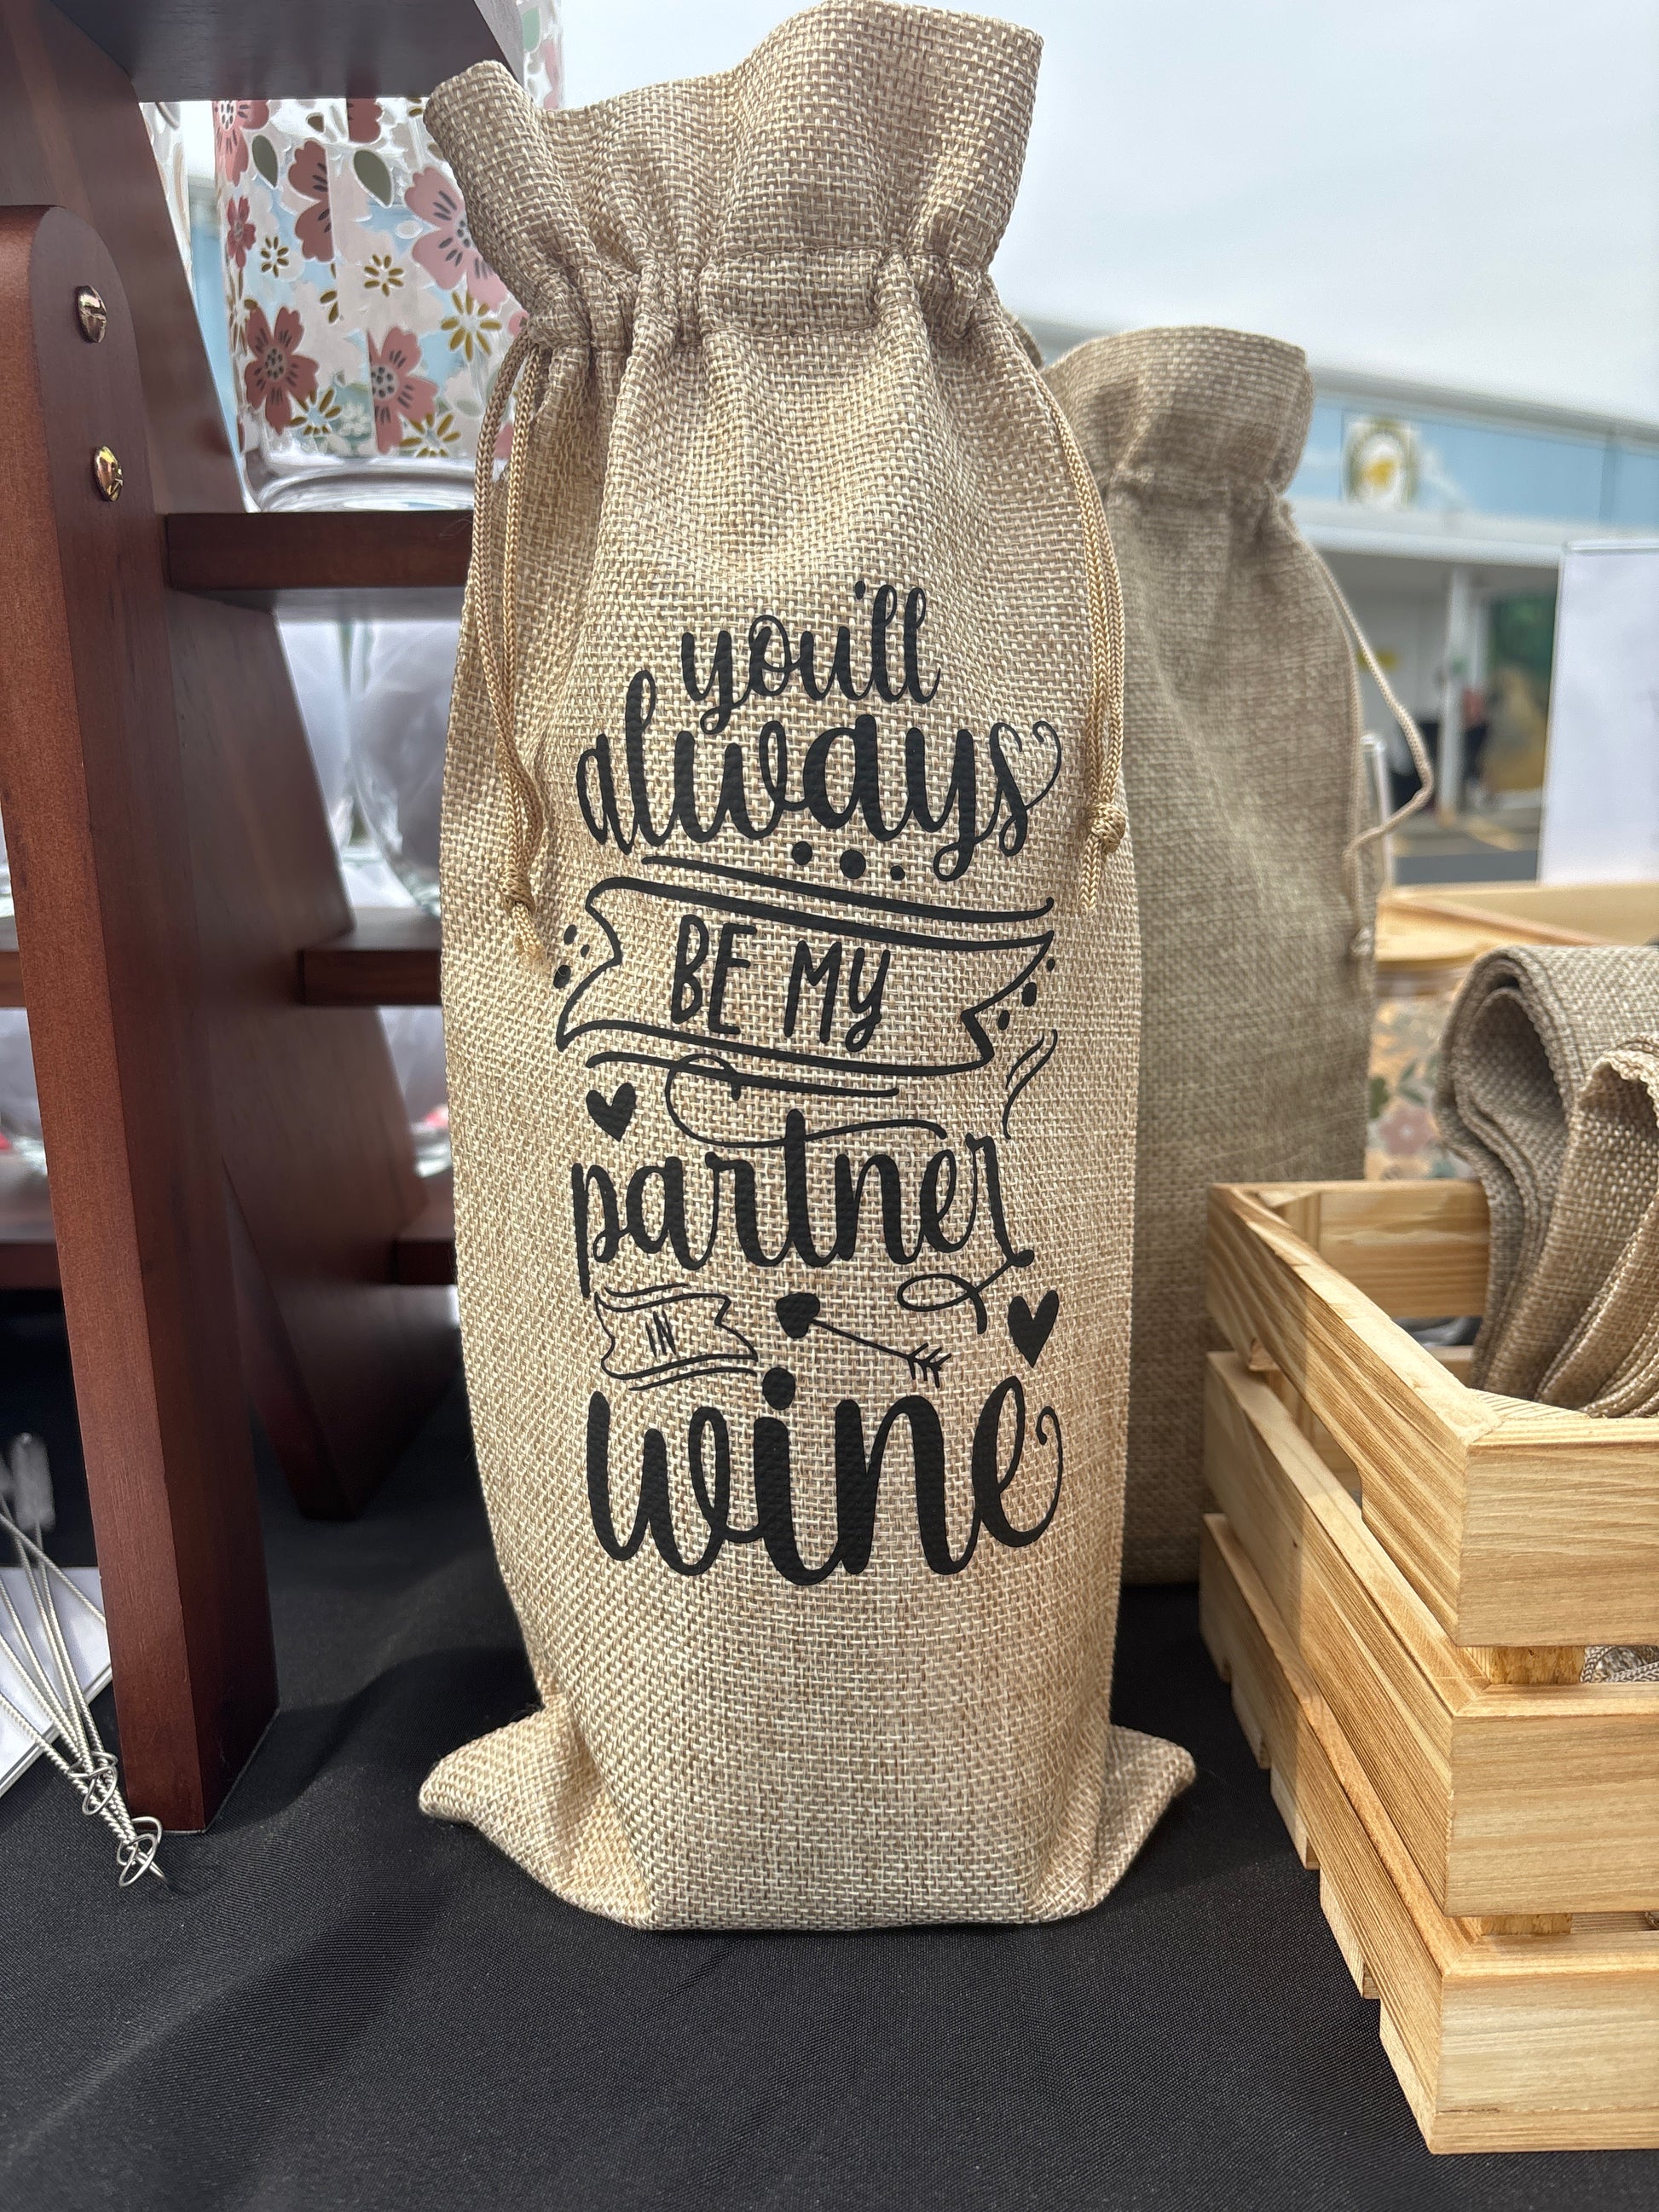 you'll
always
BE MY
partner
IN
wine